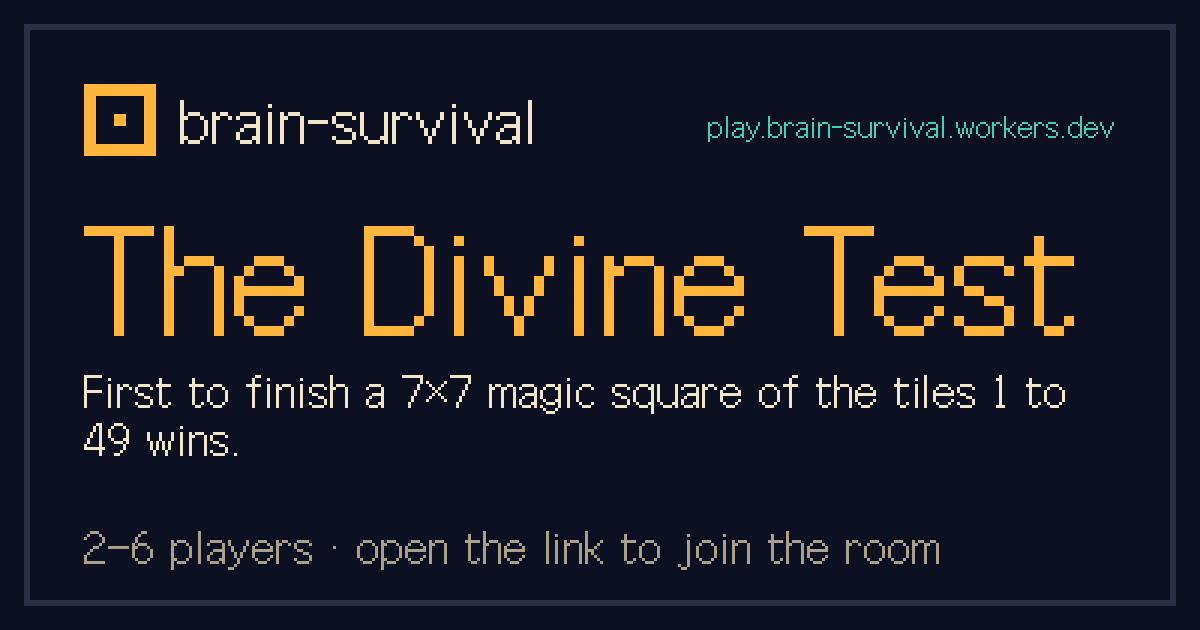 brain-survival
play.brain-survival.workers.dev
The Divine Test
First to finish a 7×7 magic square of the tiles 1 to
49 wins.
2–6 players · open the link to join the room